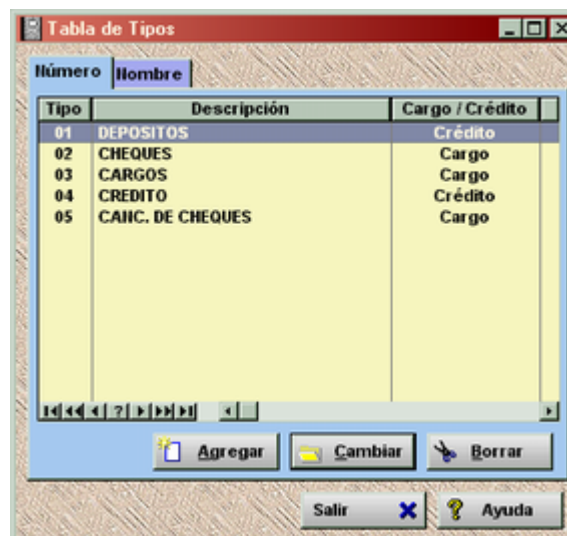 Tabla de Tipos
Número Nombre
Tipo Descripción Cargo / Crédito
01 DEPOSITOS Crédito
02 CHEQUES Cargo
03 CARGOS Cargo
04 CREDITO Crédito
05 CANC. DE CHEQUES Cargo
?
Agregar Cambiar Borrar
Salir Ayuda